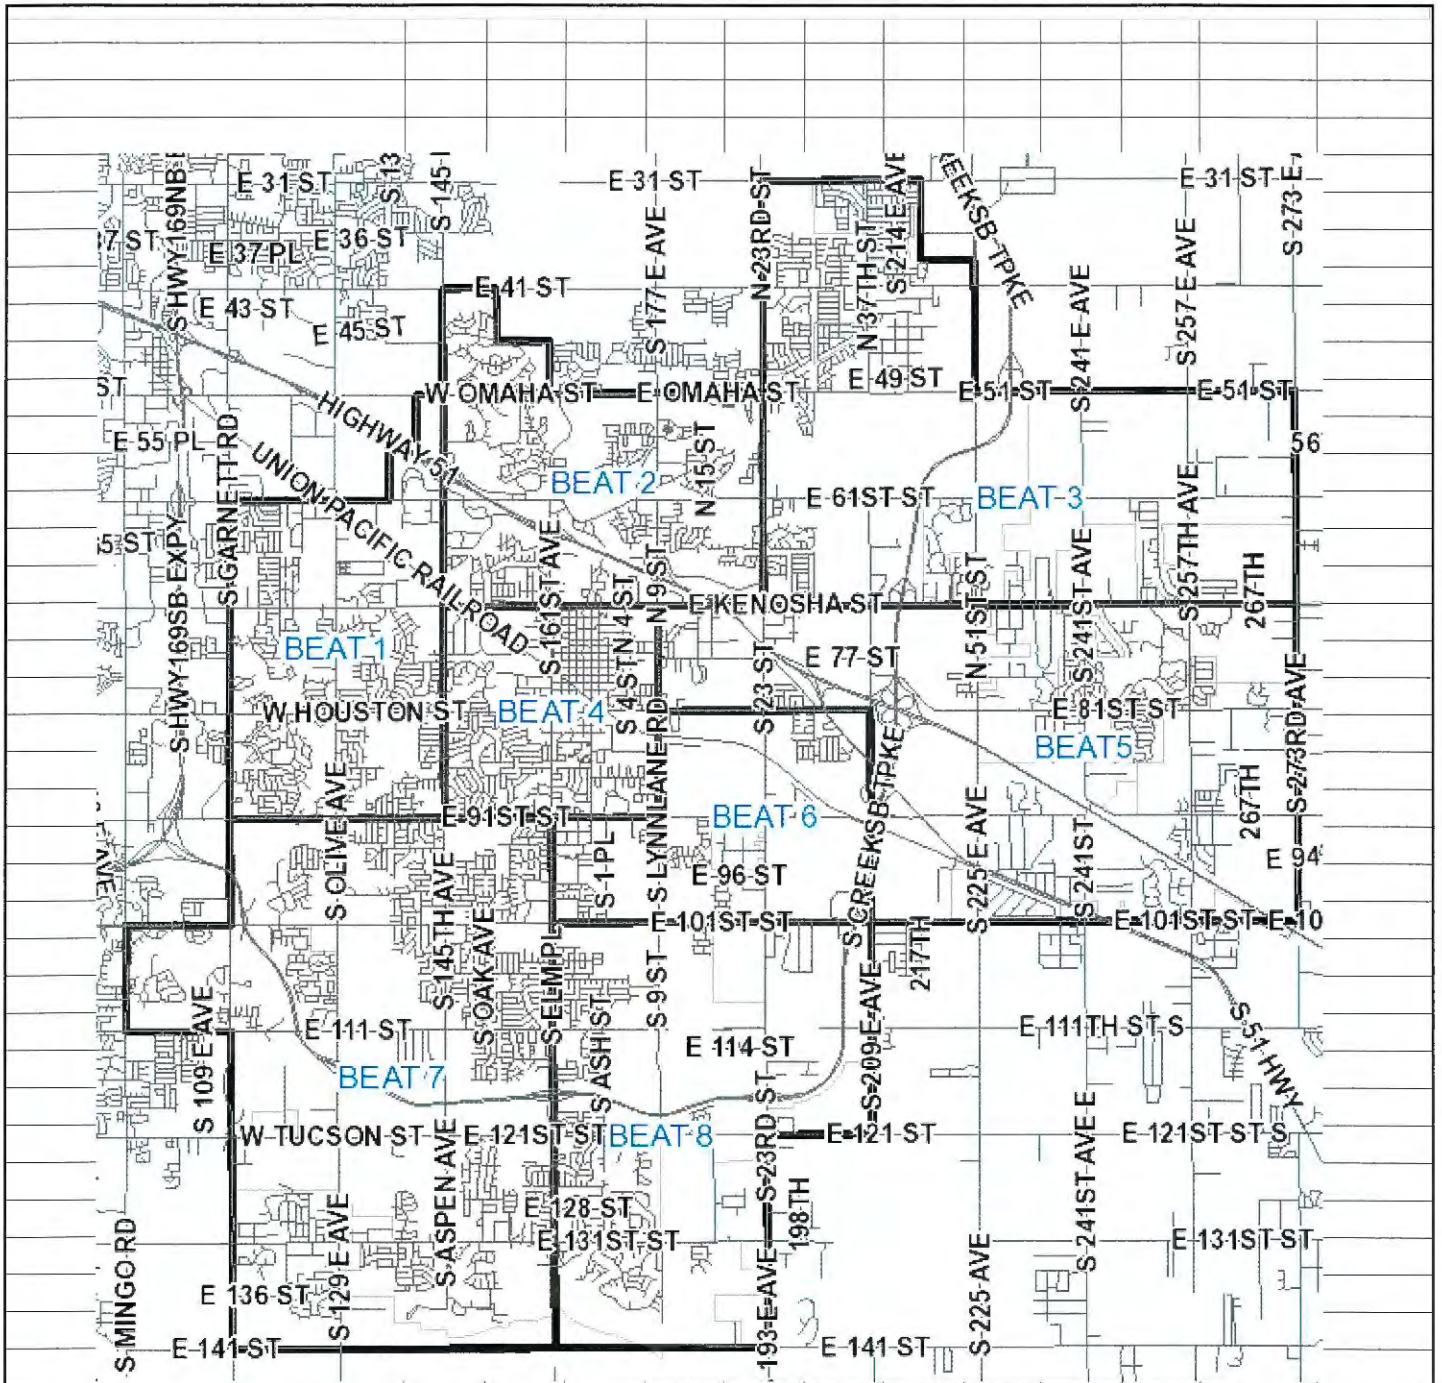 E 31 ST
E 31 ST
E 31 ST
S 13
S 145
S HWY 169NB
37 ST
E 36 ST
E 37 PL
S 177 E AVE
N 23RD ST
N 37TH ST
S 214 E AVE
EEKSB TPKE
S 257 E AVE
S 273 E
E 41 ST
E 43 ST
E 45 ST
S 241 E AVE
ST
W OMAHA ST
E OMAHA ST
E 49 ST
E 51 ST
E 51 ST
HIGHWAY 51
E 55 PL
S GARNETT RD
UNION PACIFIC RAILROAD
N 15 ST
56
BEAT 2
E 61ST ST
BEAT 3
S 257TH AVE
S HWY 169SB EXPY
S 161ST AVE
N 9 ST
N 4 ST
E KENOSHA ST
N 51ST ST
S 241ST AVE
267TH
BEAT 1
E 77 ST
W HOUSTON ST
BEAT 4
S 4 ST
S LYNNLANE RD
S 23 ST
E 81ST ST
BEAT5
S 273RD AVE
S OLIVE AVE
E 91ST ST
BEAT 6
S CREEKSB TPKE
S 225 E AVE
S 241ST
267TH
E 94
S 1 PL
E 96 ST
S 145TH AVE
S OAK AVE
S ELM PL
E 101ST ST
217TH
E 101ST ST
E 10
S 109 E AVE
E 111 ST
S 9 ST
S ASH ST
E 114 ST
S 209 E AVE
E 111TH ST S
S 51 HWY
BEAT 7
W TUCSON ST
E 121ST ST
BEAT 8
S 23RD ST
E 121 ST
S 241ST AVE E
E 121ST ST S
S MINGO RD
S 129 E AVE
S ASPEN AVE
E 128 ST
E 131ST ST
198TH
E 131ST ST
E 136 ST
193 E AVE
S 225 AVE
E 141 ST
E 141 ST